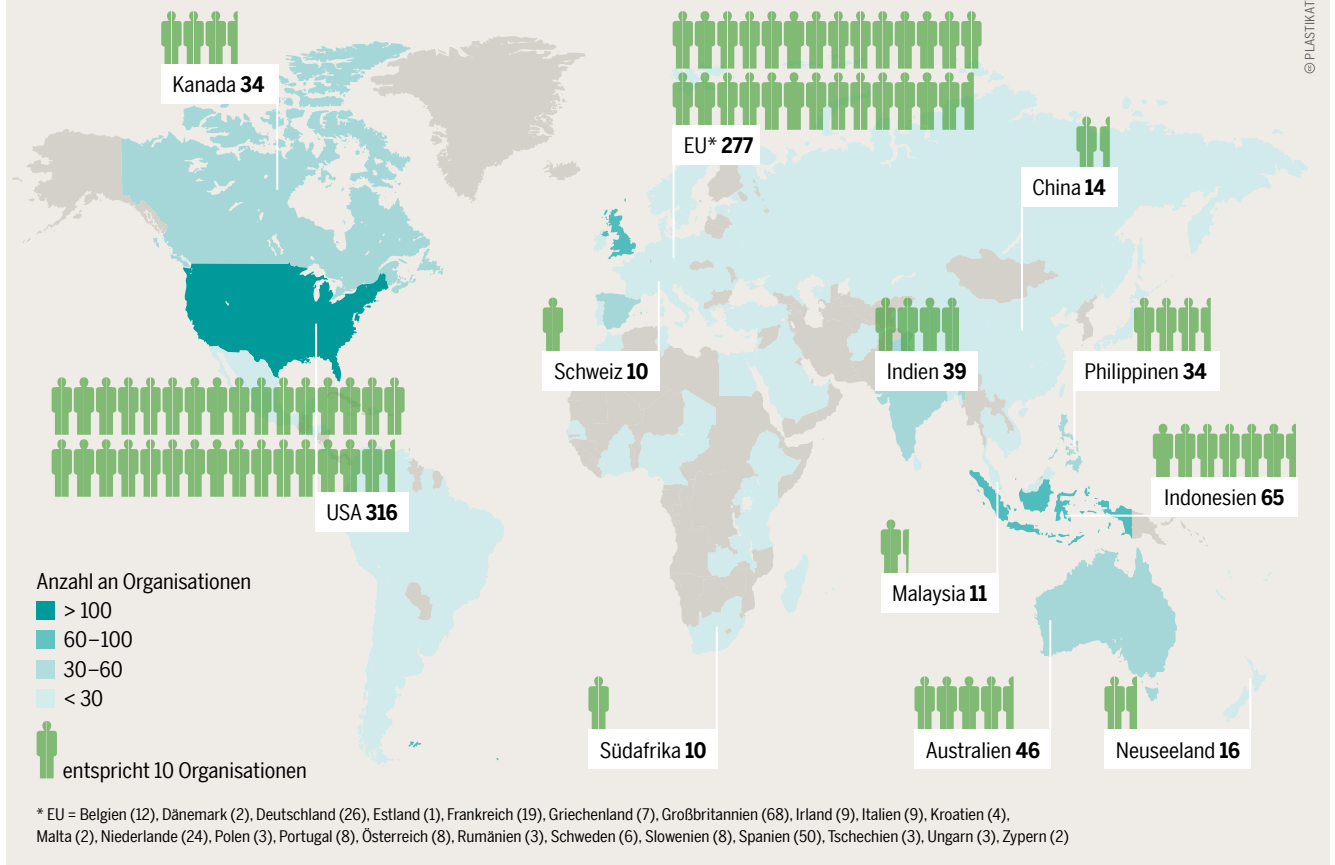 © PLASTIKATLAS
Kanada 34
EU* 277
China 14
Schweiz 10
Indien 39
Philippinen 34
Indonesien 65
USA 316
Malaysia 11
Südafrika 10
Australien 46
Neuseeland 16
Anzahl an Organisationen
> 100
60–100
30–60
< 30
entspricht 10 Organisationen
* EU = Belgien (12), Dänemark (2), Deutschland (26), Estland (1), Frankreich (19), Griechenland (7), Großbritannien (68), Irland (9), Italien (9), Kroatien (4),
Malta (2), Niederlande (24), Polen (3), Portugal (8), Österreich (8), Rumänien (3), Schweden (6), Slowenien (8), Spanien (50), Tschechien (3), Ungarn (3), Zypern (2)